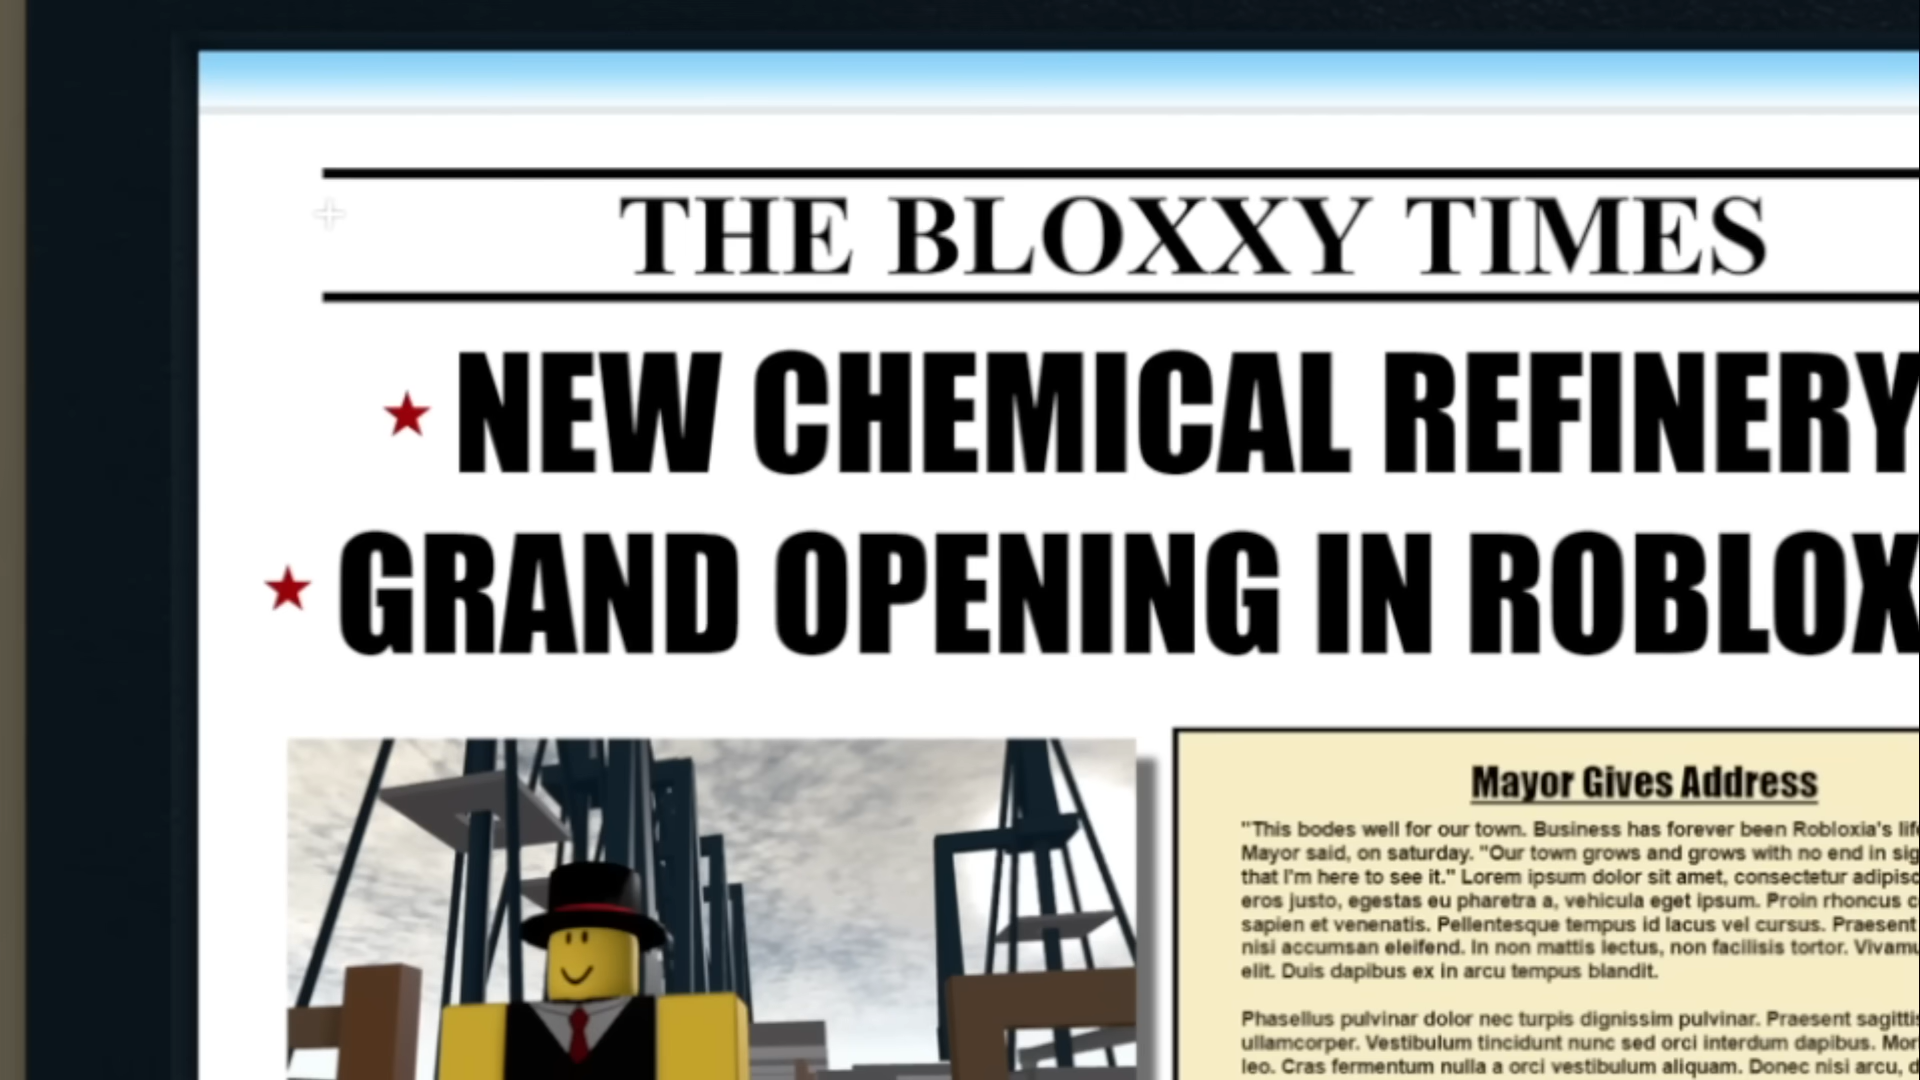 THE BLOXXY TIMES
NEW CHEMICAL REFINERY
GRAND OPENING IN ROBLOX
Mayor Gives Address
"This bodes well for our town. Business has forever been Robloxia's
Mayor said, on saturday. "Our town grows and grows with no end in
that I'm here to see it." Lorem ipsum dolor sit amet, consectetur
eros justo, egestas eu pharetra a, vehicula eget ipsum. Proin rhoncus
sapien et venenatis. Pellentesque tempus id lacus vel cursus. Praesent
nisi accumsan eleifend. In non mattis lectus, non facilisis tortor.
elit. Duis dapibus ex in arcu tempus blandit.
Phasellus pulvinar dolor nec turpis dignissim pulvinar. Praesent
ullamcorper. Vestibulum tincidunt nunc sed orci interdum dapibus.
leo. Cras fermentum nulla a orci vestibulum aliquam. Donec nisi arcu,